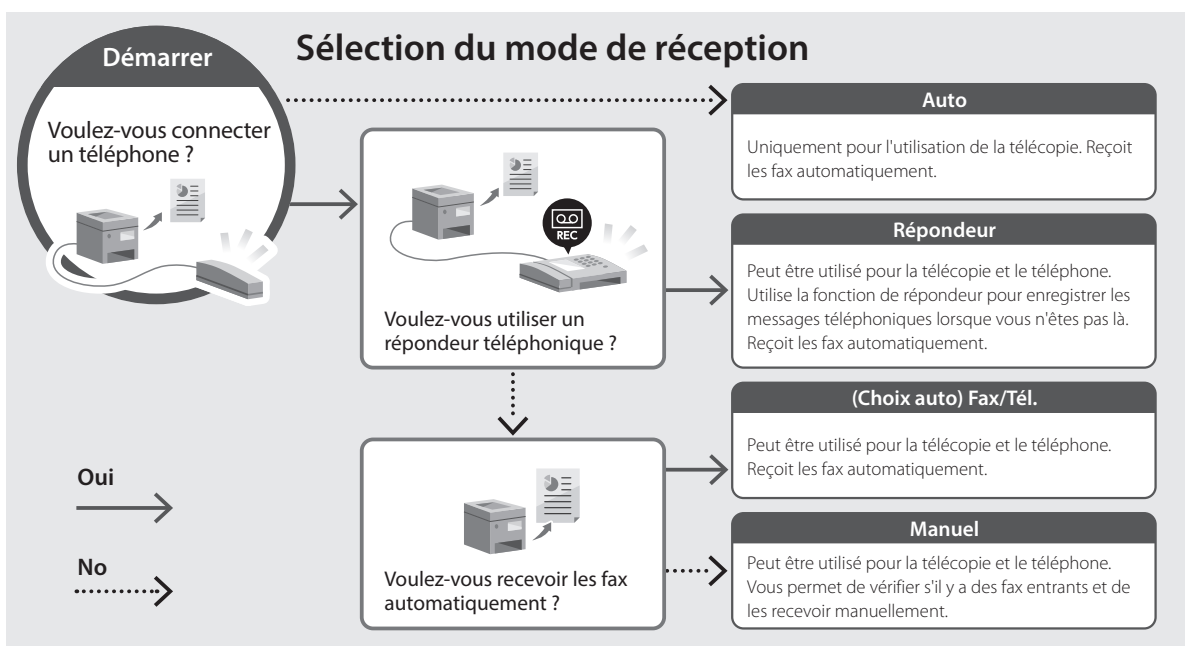 Sélection du mode de réception
Démarrer
Voulez-vous connecter
un téléphone ?
REC
Voulez-vous utiliser un
répondeur téléphonique ?
Voulez-vous recevoir les fax
automatiquement ?
Auto
Uniquement pour l'utilisation de la télécopie. Reçoit
les fax automatiquement.
Répondeur
Peut être utilisé pour la télécopie et le téléphone.
Utilise la fonction de répondeur pour enregistrer les
messages téléphoniques lorsque vous n'êtes pas là.
Reçoit les fax automatiquement.
(Choix auto) Fax/Tél.
Peut être utilisé pour la télécopie et le téléphone.
Reçoit les fax automatiquement.
Manuel
Peut être utilisé pour la télécopie et le téléphone.
Vous permet de vérifier s'il y a des fax entrants et de
les recevoir manuellement.
Oui
No